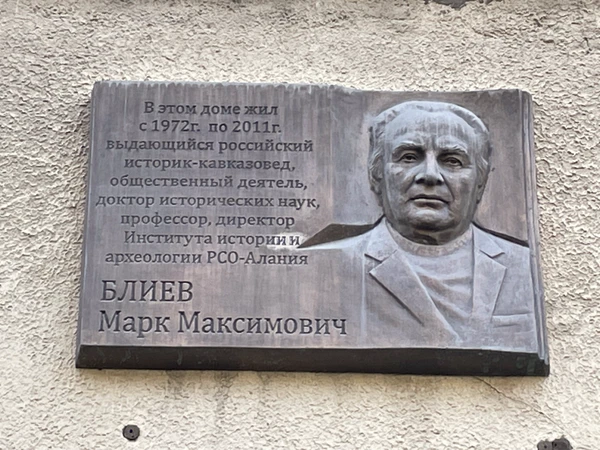 В этом доме жил
с 1972г. по 2011г.
выдающийся российский
историк-кавказовед,
общественный деятель,
доктор исторических наук,
профессор, директор
Института истории и
археологии РСО-Алания
БЛИЕВ
Марк Максимович